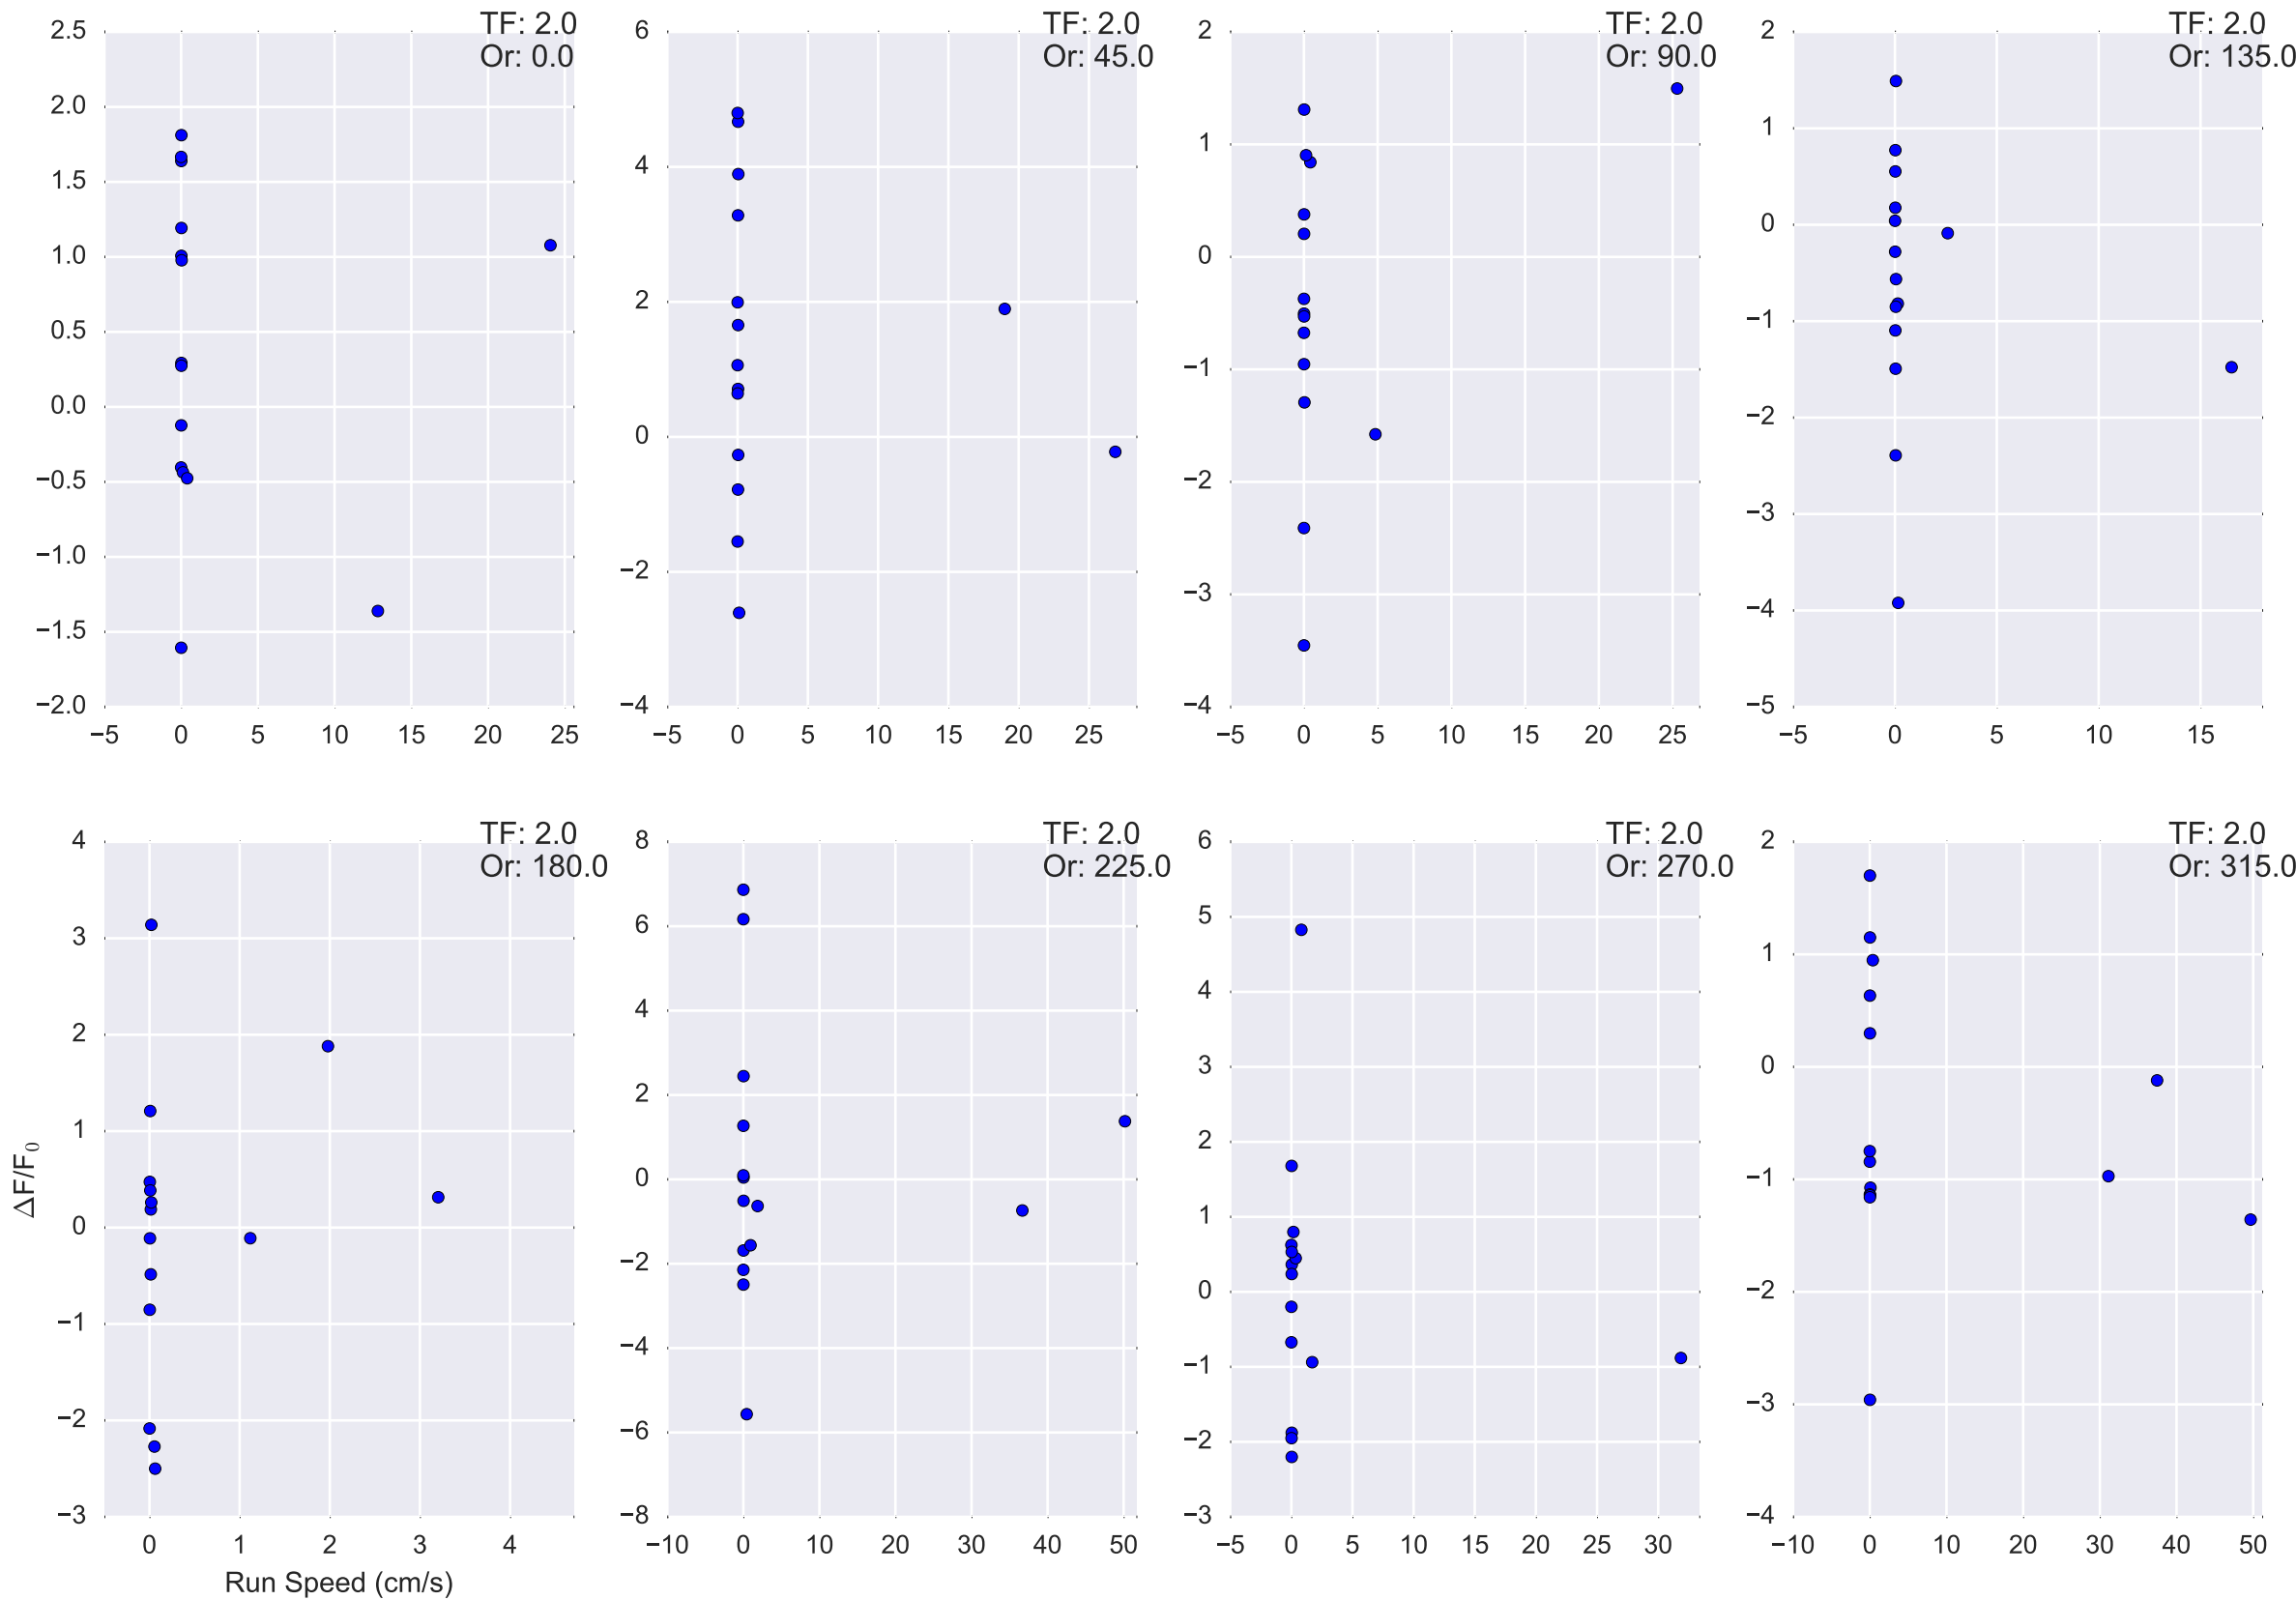 TF: 2.0
Or: 0.0
2.5
2.0
1.5
1.0
0.5
0.0
−0.5
−1.0
−1.5
−2.0
−5 0 5 10 15 20 25
TF: 2.0
Or: 45.0
6
4
2
0
−2
−4
−5 0 5 10 15 20 25
TF: 2.0
Or: 90.0
2
1
0
−1
−2
−3
−4
−5 0 5 10 15 20 25
TF: 2.0
Or: 135.0
2
1
0
−1
−2
−3
−4
−5
−5 0 5 10 15
TF: 2.0
Or: 180.0
4
3
2
1
0
−1
−2
−3
0 1 2 3 4
ΔF/F₀
Run Speed (cm/s)
TF: 2.0
Or: 225.0
8
6
4
2
0
−2
−4
−6
−8
−10 0 10 20 30 40 50
TF: 2.0
Or: 270.0
6
5
4
3
2
1
0
−1
−2
−3
−5 0 5 10 15 20 25 30
TF: 2.0
Or: 315.0
2
1
0
−1
−2
−3
−4
−10 0 10 20 30 40 50